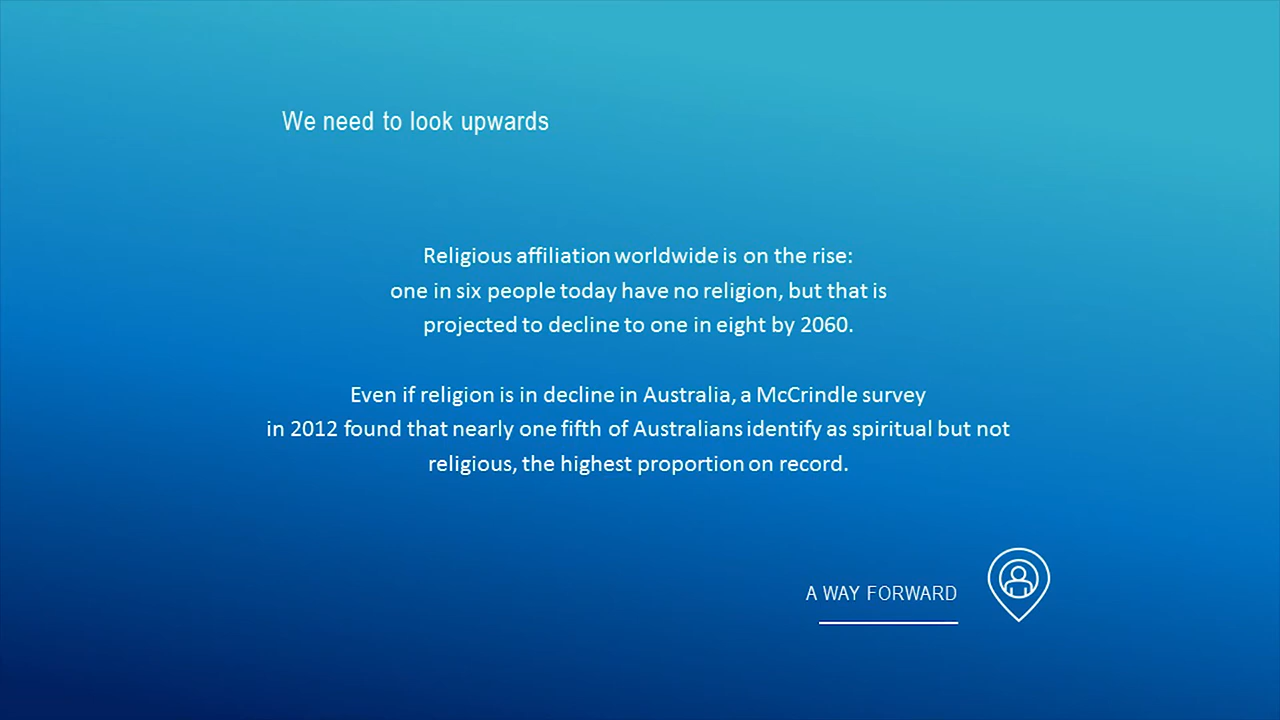 We need to look upwards
Religious affiliation worldwide is on the rise:
one in six people today have no religion, but that is
projected to decline to one in eight by 2060.
Even if religion is in decline in Australia, a McCrindle survey
in 2012 found that nearly one fifth of Australians identify as spiritual but not
religious, the highest proportion on record.
A WAY FORWARD